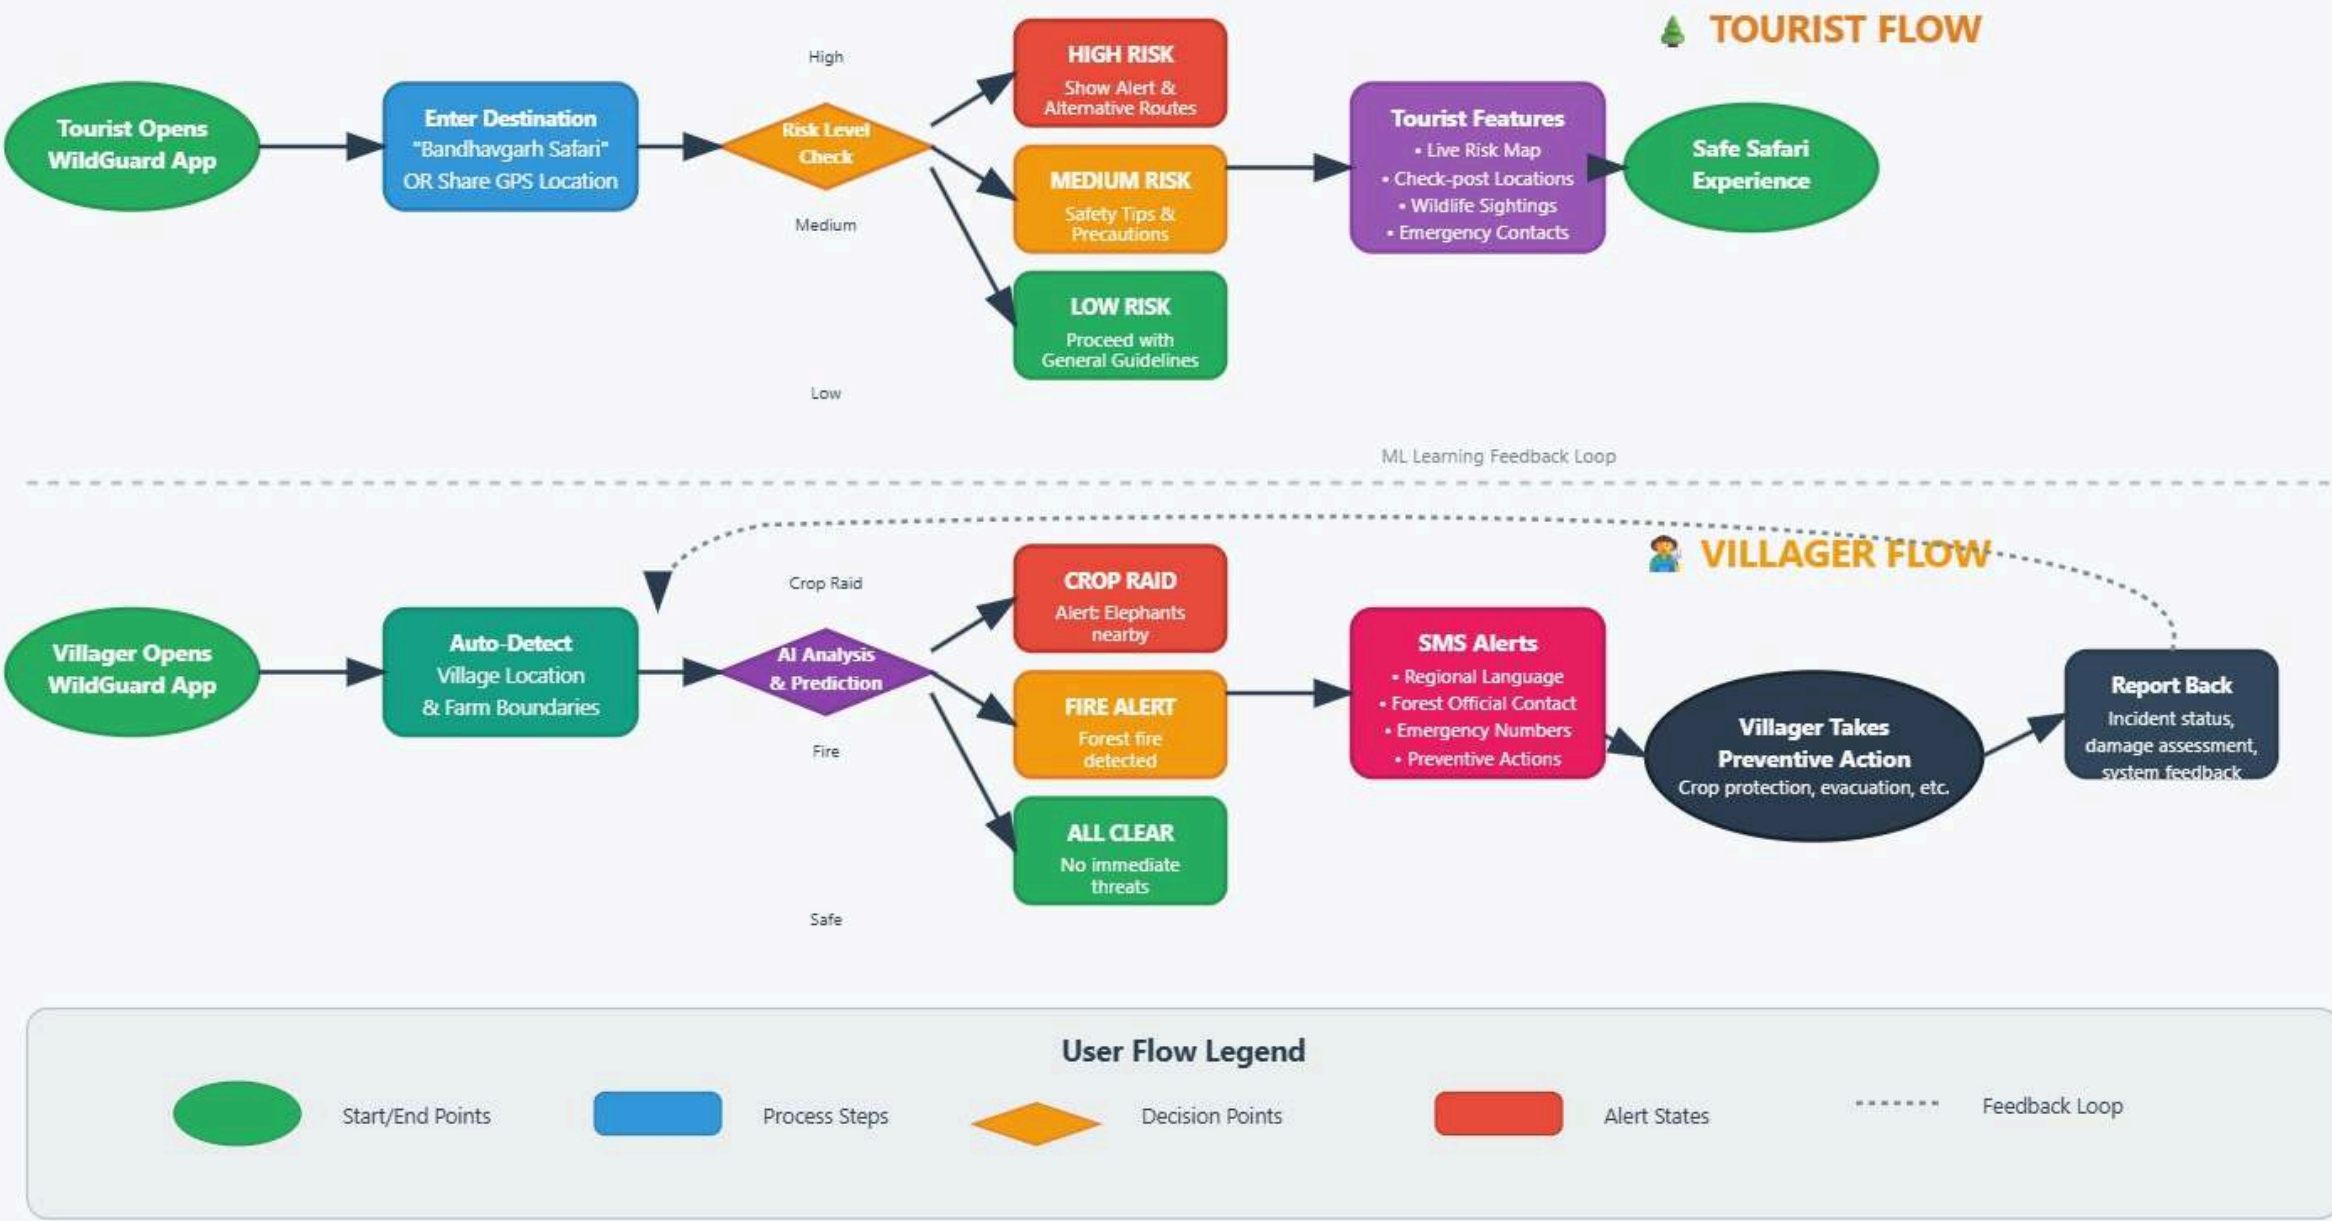 TOURIST FLOW
Tourist Opens
WildGuard App
Enter Destination
"Bandhavgarh Safari"
OR Share GPS Location
High
Risk Level
Check
Medium
Low
HIGH RISK
Show Alert &
Alternative Routes
MEDIUM RISK
Safety Tips &
Precautions
LOW RISK
Proceed with
General Guidelines
Tourist Features
• Live Risk Map
• Check-post Locations
• Wildlife Sightings
• Emergency Contacts
Safe Safari
Experience
ML Learning Feedback Loop
VILLAGER FLOW
Villager Opens
WildGuard App
Auto-Detect
Village Location
& Farm Boundaries
Crop Raid
AI Analysis
& Prediction
Fire
Safe
CROP RAID
Alert: Elephants
nearby
FIRE ALERT
Forest fire
detected
ALL CLEAR
No immediate
threats
SMS Alerts
• Regional Language
• Forest Official Contact
• Emergency Numbers
• Preventive Actions
Villager Takes
Preventive Action
Crop protection, evacuation, etc.
Report Back
Incident status,
damage assessment,
system feedback
User Flow Legend
Start/End Points
Process Steps
Decision Points
Alert States
Feedback Loop